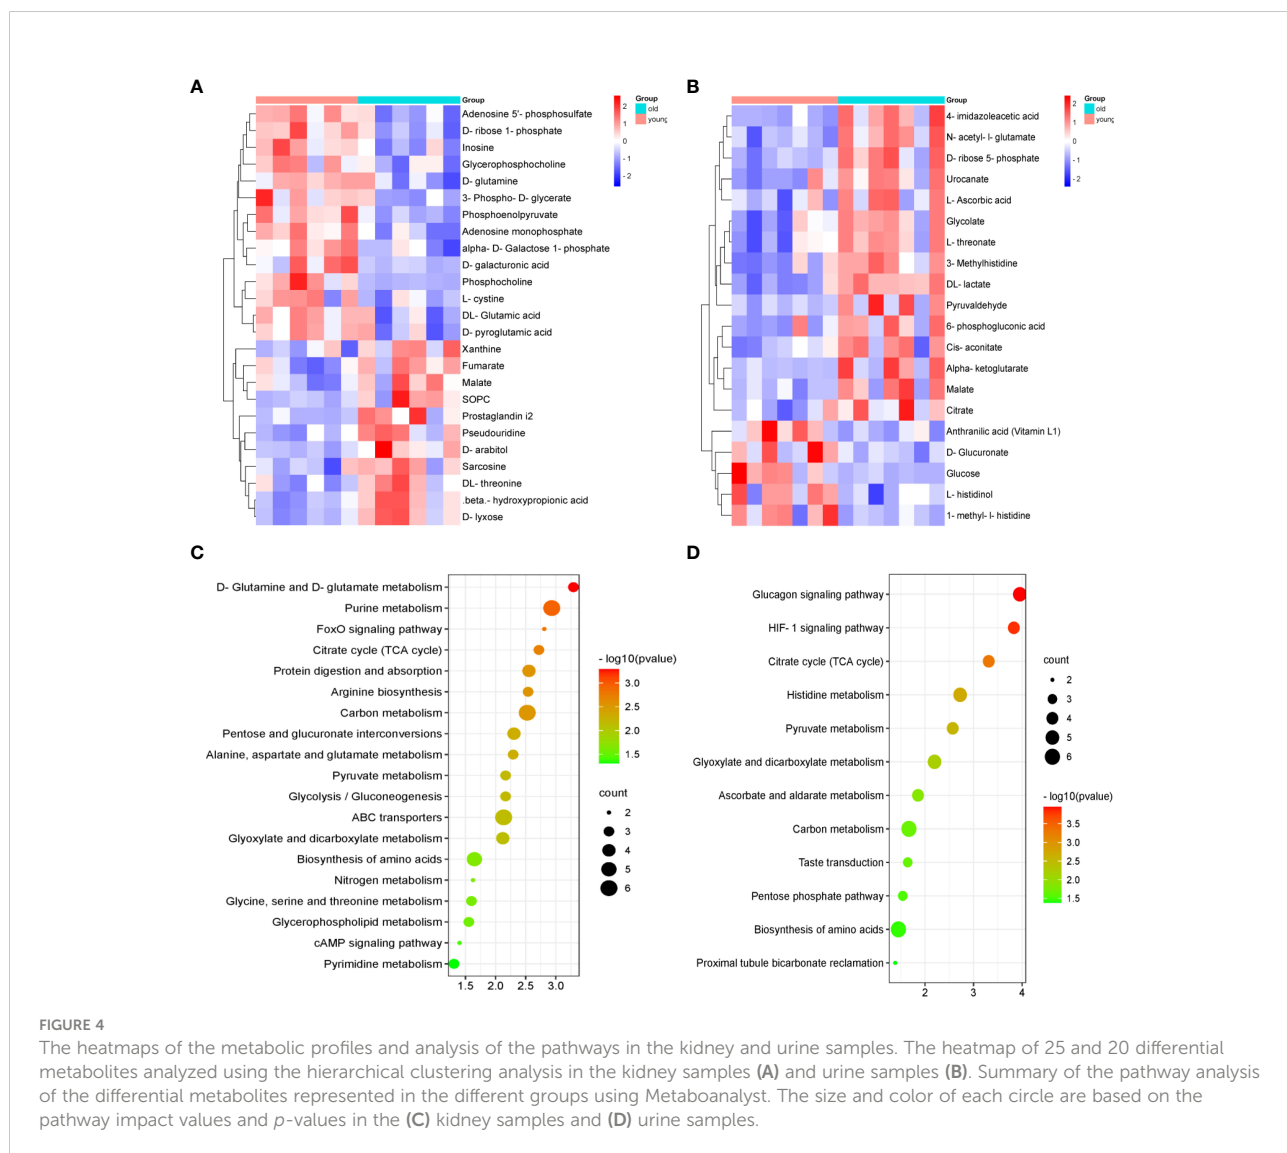 A
Group
Adenosine 5'- phosphosulfate
D- ribose 1- phosphate
Inosine
Glycerophosphocholine
D- glutamine
3- Phospho- D- glycerate
Phosphoenolpyruvate
Adenosine monophosphate
alpha- D- Galactose 1- phosphate
D- galacturonic acid
Phosphocholine
L- cystine
DL- Glutamic acid
D- pyroglutamic acid
Xanthine
Fumarate
Malate
SOPC
Prostaglandin i2
Pseudouridine
D- arabitol
Sarcosine
DL- threonine
.beta.- hydroxypropionic acid
D- lyxose
2
1
0
- 1
- 2
Group
old
young
B
Group
4- imidazoleacetic acid
N- acetyl- l- glutamate
D- ribose 5- phosphate
Urocanate
L- Ascorbic acid
Glycolate
L- threonate
3- Methylhistidine
DL- lactate
Pyruvaldehyde
6- phosphogluconic acid
Cis- aconitate
Alpha- ketoglutarate
Malate
Citrate
Anthranilic acid (Vitamin L1)
D- Glucuronate
Glucose
L- histidinol
1- methyl- l- histidine
2
1
0
- 1
- 2
Group
old
young
C
D- Glutamine and D- glutamate metabolism
Purine metabolism
FoxO signaling pathway
Citrate cycle (TCA cycle)
Protein digestion and absorption
Arginine biosynthesis
Carbon metabolism
Pentose and glucuronate interconversions
Alanine, aspartate and glutamate metabolism
Pyruvate metabolism
Glycolysis / Gluconeogenesis
ABC transporters
Glyoxylate and dicarboxylate metabolism
Biosynthesis of amino acids
Nitrogen metabolism
Glycine, serine and threonine metabolism
Glycerophospholipid metabolism
cAMP signaling pathway
Pyrimidine metabolism
1.5 2.0 2.5 3.0
- log10(pvalue)
3.0
2.5
2.0
1.5
count
2
3
4
5
6
D
Glucagon signaling pathway
HIF- 1 signaling pathway
Citrate cycle (TCA cycle)
Histidine metabolism
Pyruvate metabolism
Glyoxylate and dicarboxylate metabolism
Ascorbate and aldarate metabolism
Carbon metabolism
Taste transduction
Pentose phosphate pathway
Biosynthesis of amino acids
Proximal tubule bicarbonate reclamation
2 3 4
count
2
3
4
5
6
- log10(pvalue)
3.5
3.0
2.5
2.0
1.5
FIGURE 4
The heatmaps of the metabolic profiles and analysis of the pathways in the kidney and urine samples. The heatmap of 25 and 20 differential
metabolites analyzed using the hierarchical clustering analysis in the kidney samples (A) and urine samples (B). Summary of the pathway analysis
of the differential metabolites represented in the different groups using Metaboanalyst. The size and color of each circle are based on the
pathway impact values and p-values in the (C) kidney samples and (D) urine samples.